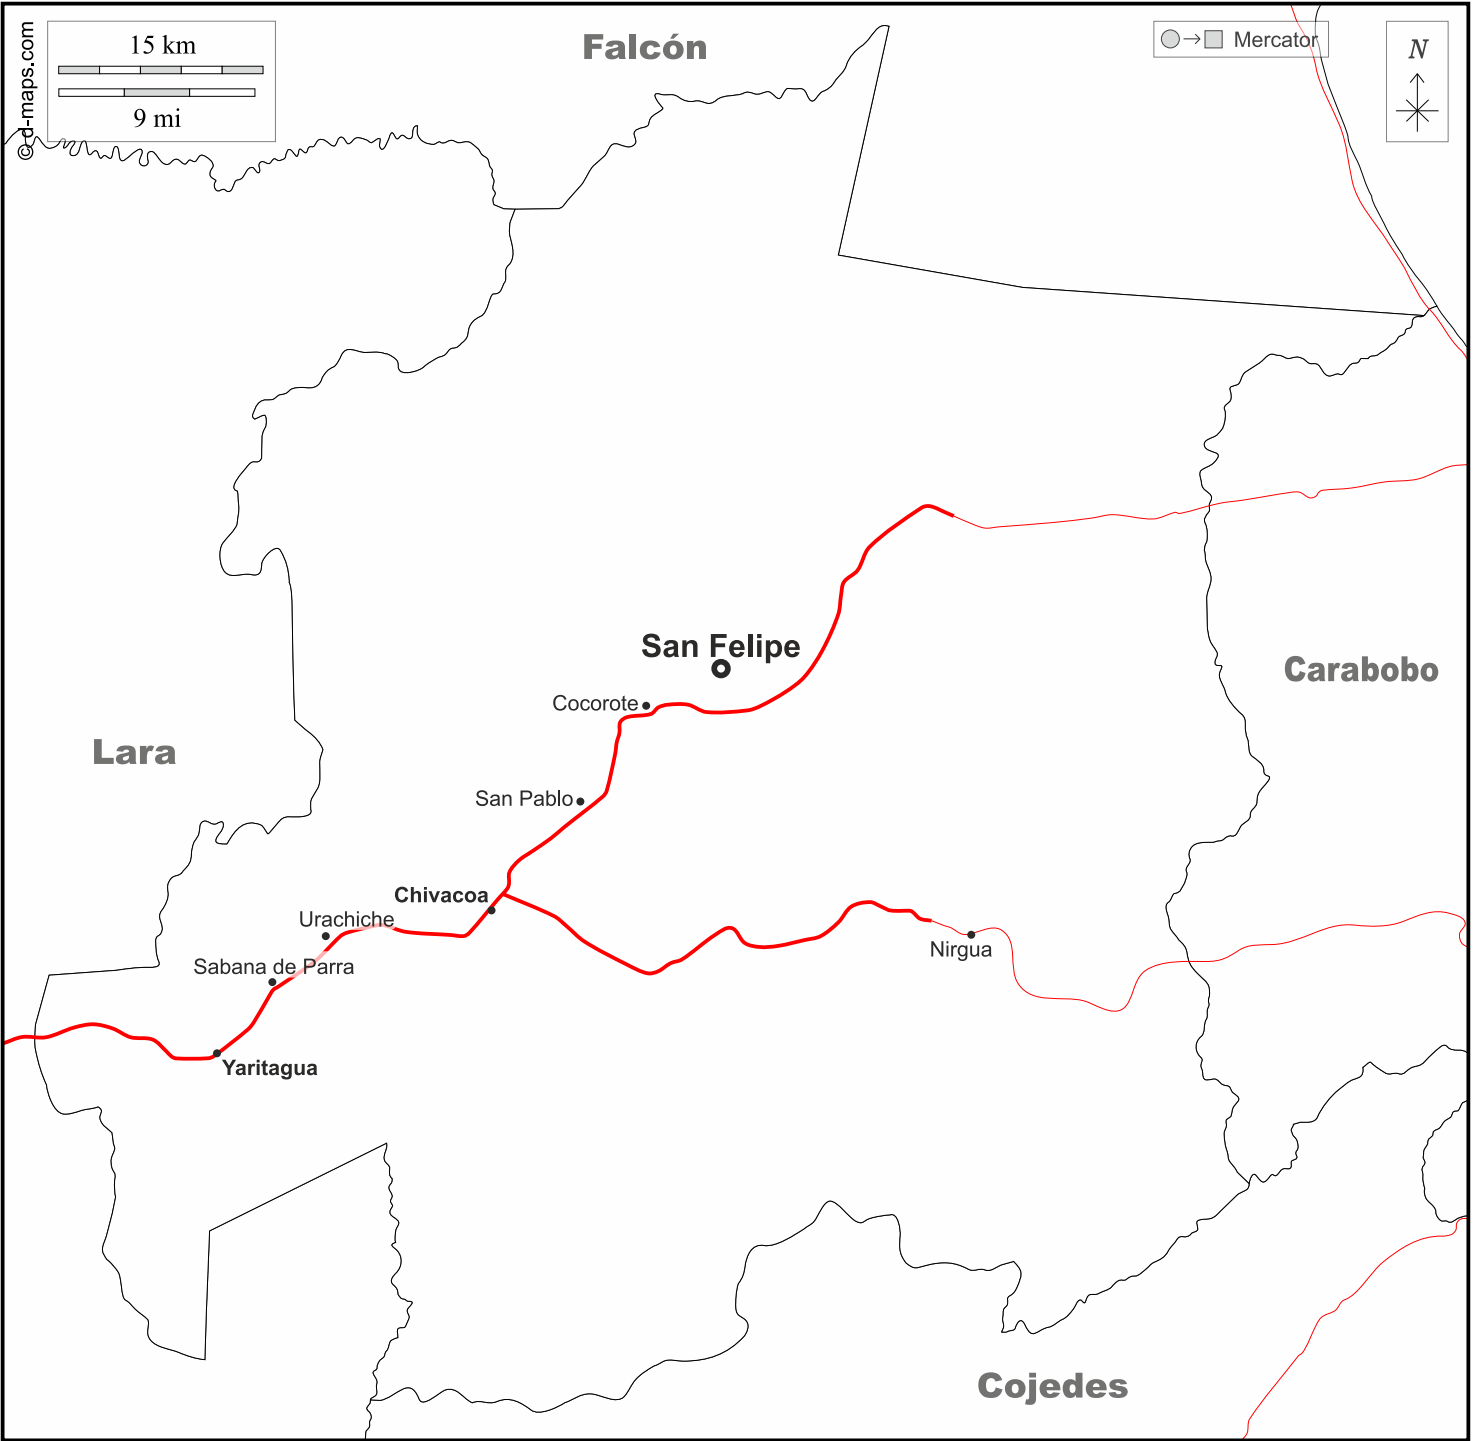 © d-maps.com
15 km
9 mi
Falcón
Mercator
N
San Felipe
Cocorote
Carabobo
Lara
San Pablo
Chivacoa
Urachiche
Nirgua
Sabana de Parra
Yaritagua
Cojedes